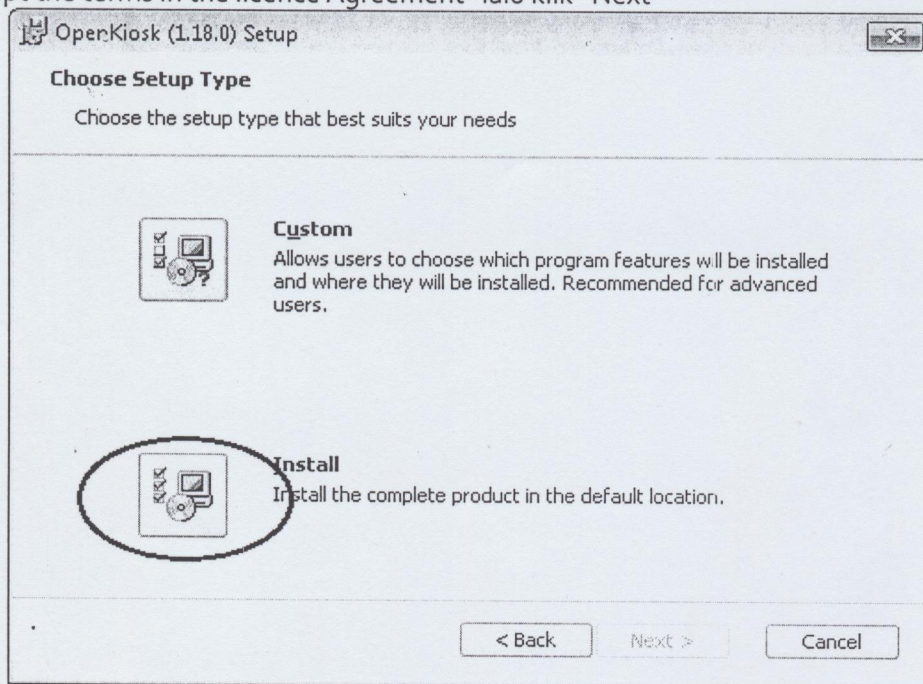 pt the terms in the licence Agreement" lalu klik "Next"
OpenKiosk (1.18.0) Setup
Choose Setup Type
Choose the setup type that best suits your needs
Custom
Allows users to choose which program features will be installed
and where they will be installed. Recommended for advanced
users.
Install
Install the complete product in the default location.
< Back Next > Cancel